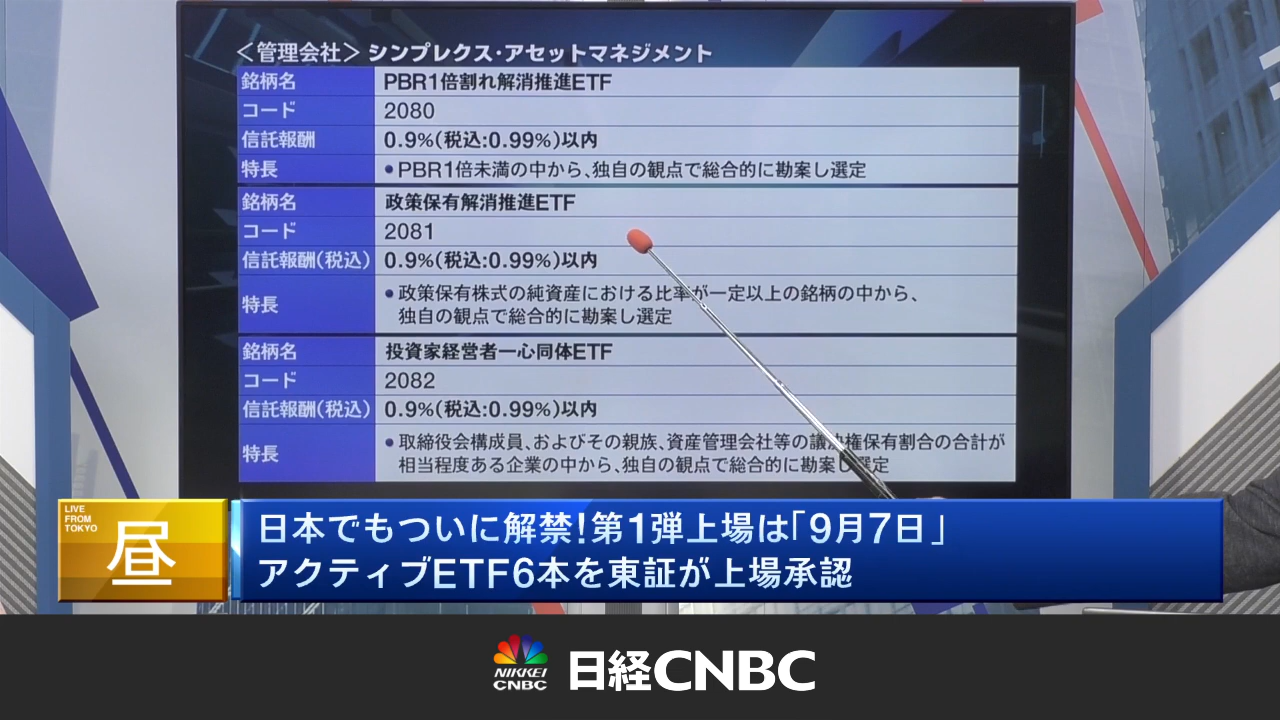 ＜管理会社＞ シンプレクス・アセットマネジメント
銘柄名 PBR1倍割れ解消推進ETF
コード 2080
信託報酬 0.9%(税込:0.99%)以内
特長 ●PBR1倍未満の中から、独自の観点で総合的に勘案し選定
銘柄名 政策保有解消推進ETF
コード 2081
信託報酬(税込) 0.9%(税込:0.99%)以内
特長 ●政策保有株式の純資産における比率が一定以上の銘柄の中から、
独自の観点で総合的に勘案し選定
銘柄名 投資家経営者一心同体ETF
コード 2082
信託報酬(税込) 0.9%(税込:0.99%)以内
特長 ●取締役会構成員、およびその親族、資産管理会社等の議決権保有割合の合計が
相当程度ある企業の中から、独自の観点で総合的に勘案し選定
LIVE
FROM
TOKYO
昼
日本でもついに解禁!第1弾上場は「9月7日」
アクティブETF6本を東証が上場承認
NIKKEI
CNBC
日経CNBC